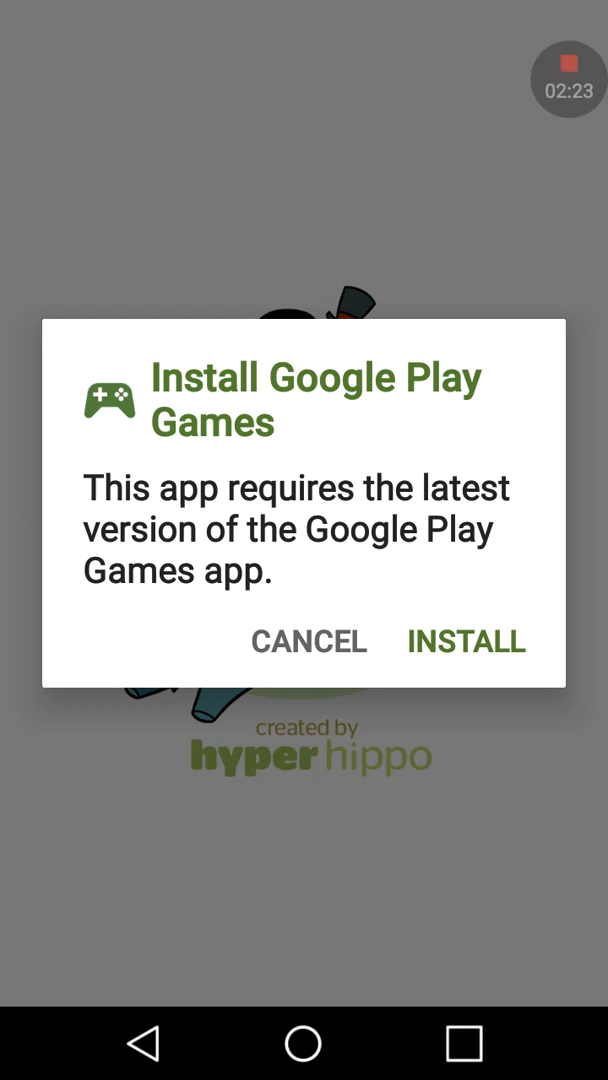 02:23
Install Google Play
Games
This app requires the latest
version of the Google Play
Games app.
CANCEL INSTALL
created by
hyper hippo